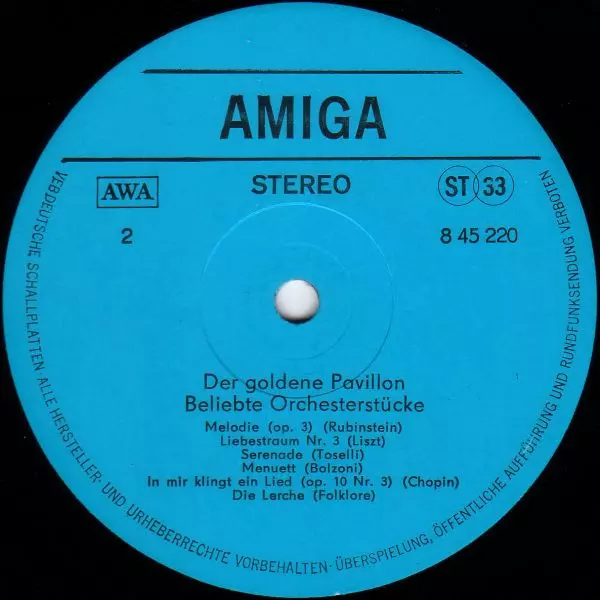 AMIGA
AWA
STEREO
ST 33
2
8 45 220
Der goldene Pavillon
Beliebte Orchesterstücke
Melodie (op. 3) (Rubinstein)
Liebestraum Nr. 3 (Liszt)
Serenade (Toselli)
Menuett (Bolzoni)
In mir klingt ein Lied (op. 10 Nr. 3) (Chopin)
Die Lerche (Folklore)
VEB DEUTSCHE SCHALLPLATTEN ALLE HERSTELLER- UND URHEBERRECHTE VORBEHALTEN · ÜBERSPIELUNG, ÖFFENTLICHE AUFFÜHRUNG UND RUNDFUNKSENDUNG VERBOTEN